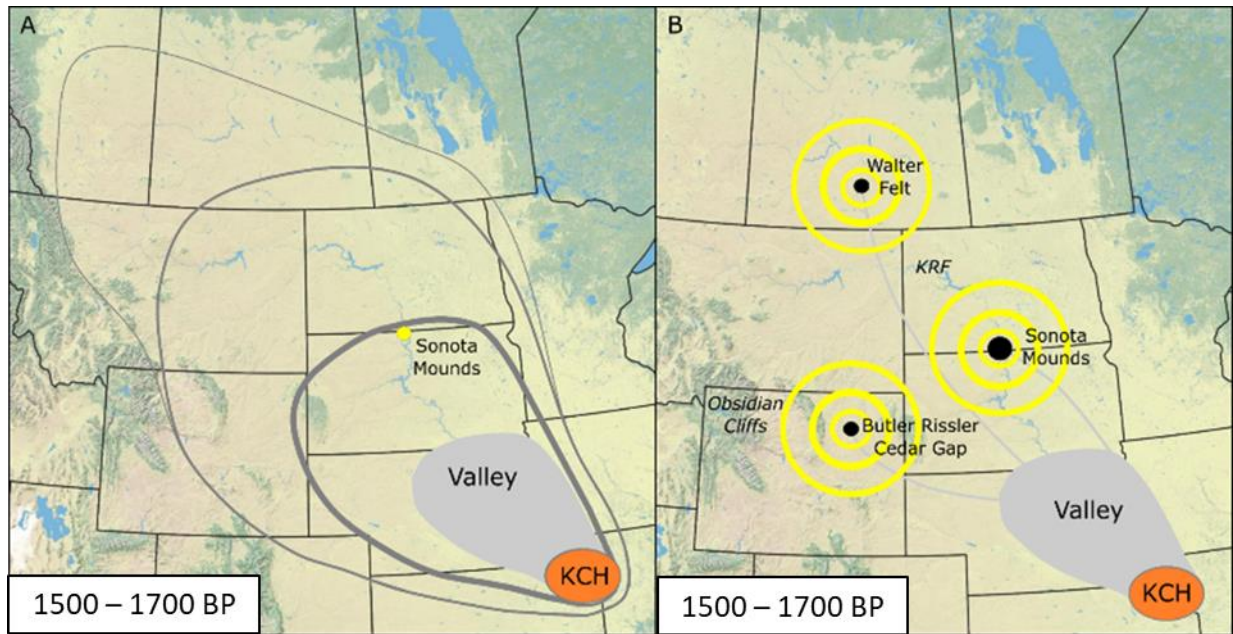 A
Sonota
Mounds
Valley
KCH
1500 – 1700 BP
B
Walter
Felt
KRF
Sonota
Mounds
Obsidian
Cliffs
Butler Rissler
Cedar Gap
Valley
KCH
1500 – 1700 BP